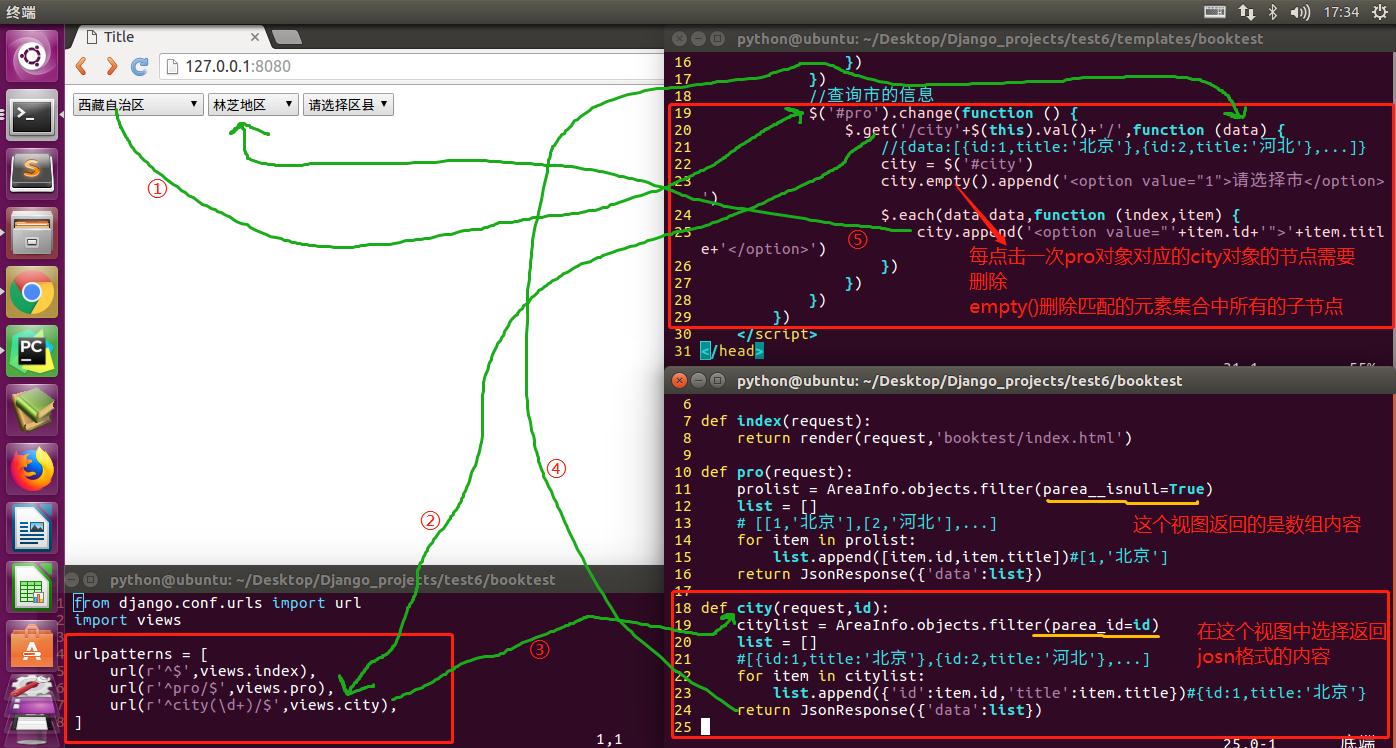 终端
17:34
Title
127.0.0.1:8080
西藏自治区
林芝地区
请选择区县
python@ubuntu: ~/Desktop/Django_projects/test6/templates/booktest
16 })
17 })
18 //查询市的信息
19 $('#pro').change(function () {
20 $.get('/city'+$(this).val()+'/',function (data) {
21 //{data:[{id:1,title:'北京'},{id:2,title:'河北'},...]}
22 city = $('#city')
23 city.empty().append('<option value="1">请选择市</option>
')
24 $.each(data.data,function (index,item) {
25 city.append('<option value="'+item.id+'">'+item.titl
e+'</option>')
26 })
27 })
28 })
29 })
30 </script>
31 </head>
每点击一次pro对象对应的city对象的节点需要
删除
empty()删除匹配的元素集合中所有的子节点
①
②
③
④
⑤
python@ubuntu: ~/Desktop/Django_projects/test6/booktest
6
7 def index(request):
8 return render(request,'booktest/index.html')
9
10 def pro(request):
11 prolist = AreaInfo.objects.filter(parea__isnull=True)
12 list = []
13 # [[1,'北京'],[2,'河北'],...]
14 for item in prolist:
15 list.append([item.id,item.title])#[1,'北京']
16 return JsonResponse({'data':list})
17
18 def city(request,id):
19 citylist = AreaInfo.objects.filter(parea_id=id)
20 list = []
21 #[{id:1,title:'北京'},{id:2,title:'河北'},...]
22 for item in citylist:
23 list.append({'id':item.id,'title':item.title})#{id:1,title:'北京'}
24 return JsonResponse({'data':list})
25
25,0-1 底端
这个视图返回的是数组内容
在这个视图中选择返回
josn格式的内容
python@ubuntu: ~/Desktop/Django_projects/test6/booktest
1 from django.conf.urls import url
2 import views
3
4 urlpatterns = [
5 url(r'^$',views.index),
6 url(r'^pro/$',views.pro),
7 url(r'^city(\d+)/$',views.city),
8 ]
1,1